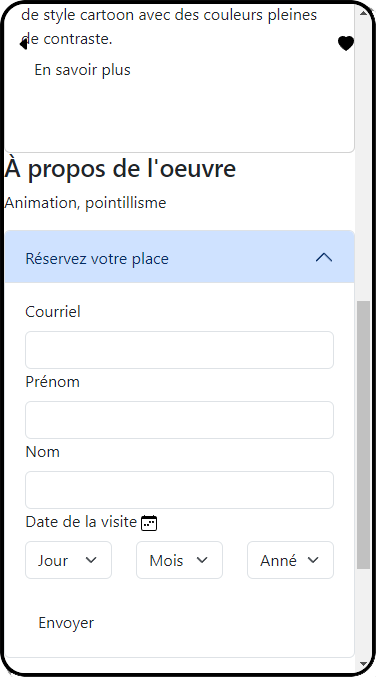 de style cartoon avec des couleurs pleines
de contraste.
En savoir plus
À propos de l'oeuvre
Animation, pointillisme
Réservez votre place
Courriel
Prénom
Nom
Date de la visite
Jour Mois Anné
Envoyer